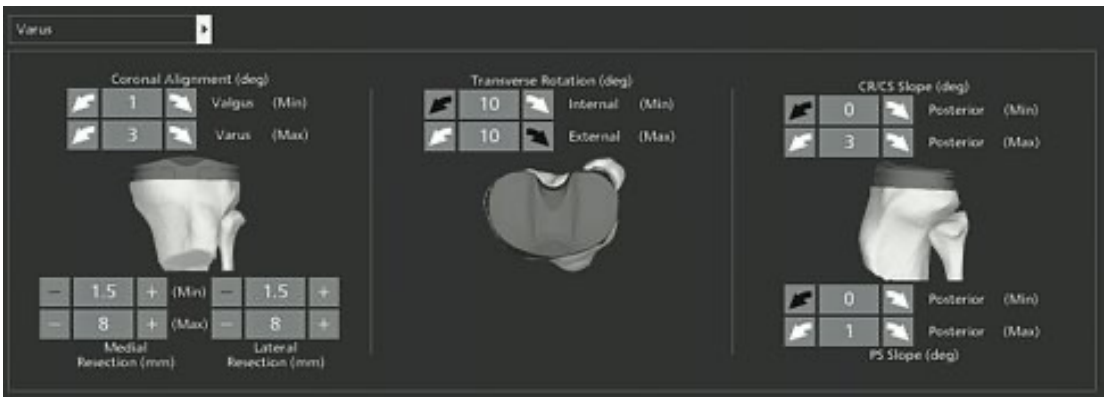 Varus
Coronal Alignment (deg)
1 Valgus (Min)
3 Varus (Max)
− 1.5 + (Min) − 1.5 +
− 8 + (Max) − 8 +
Medial Resection (mm)
Lateral Resection (mm)
Transverse Rotation (deg)
10 Internal (Min)
10 External (Max)
CR/CS Slope (deg)
0 Posterior (Min)
3 Posterior (Max)
0 Posterior (Min)
1 Posterior (Max)
PS Slope (deg)